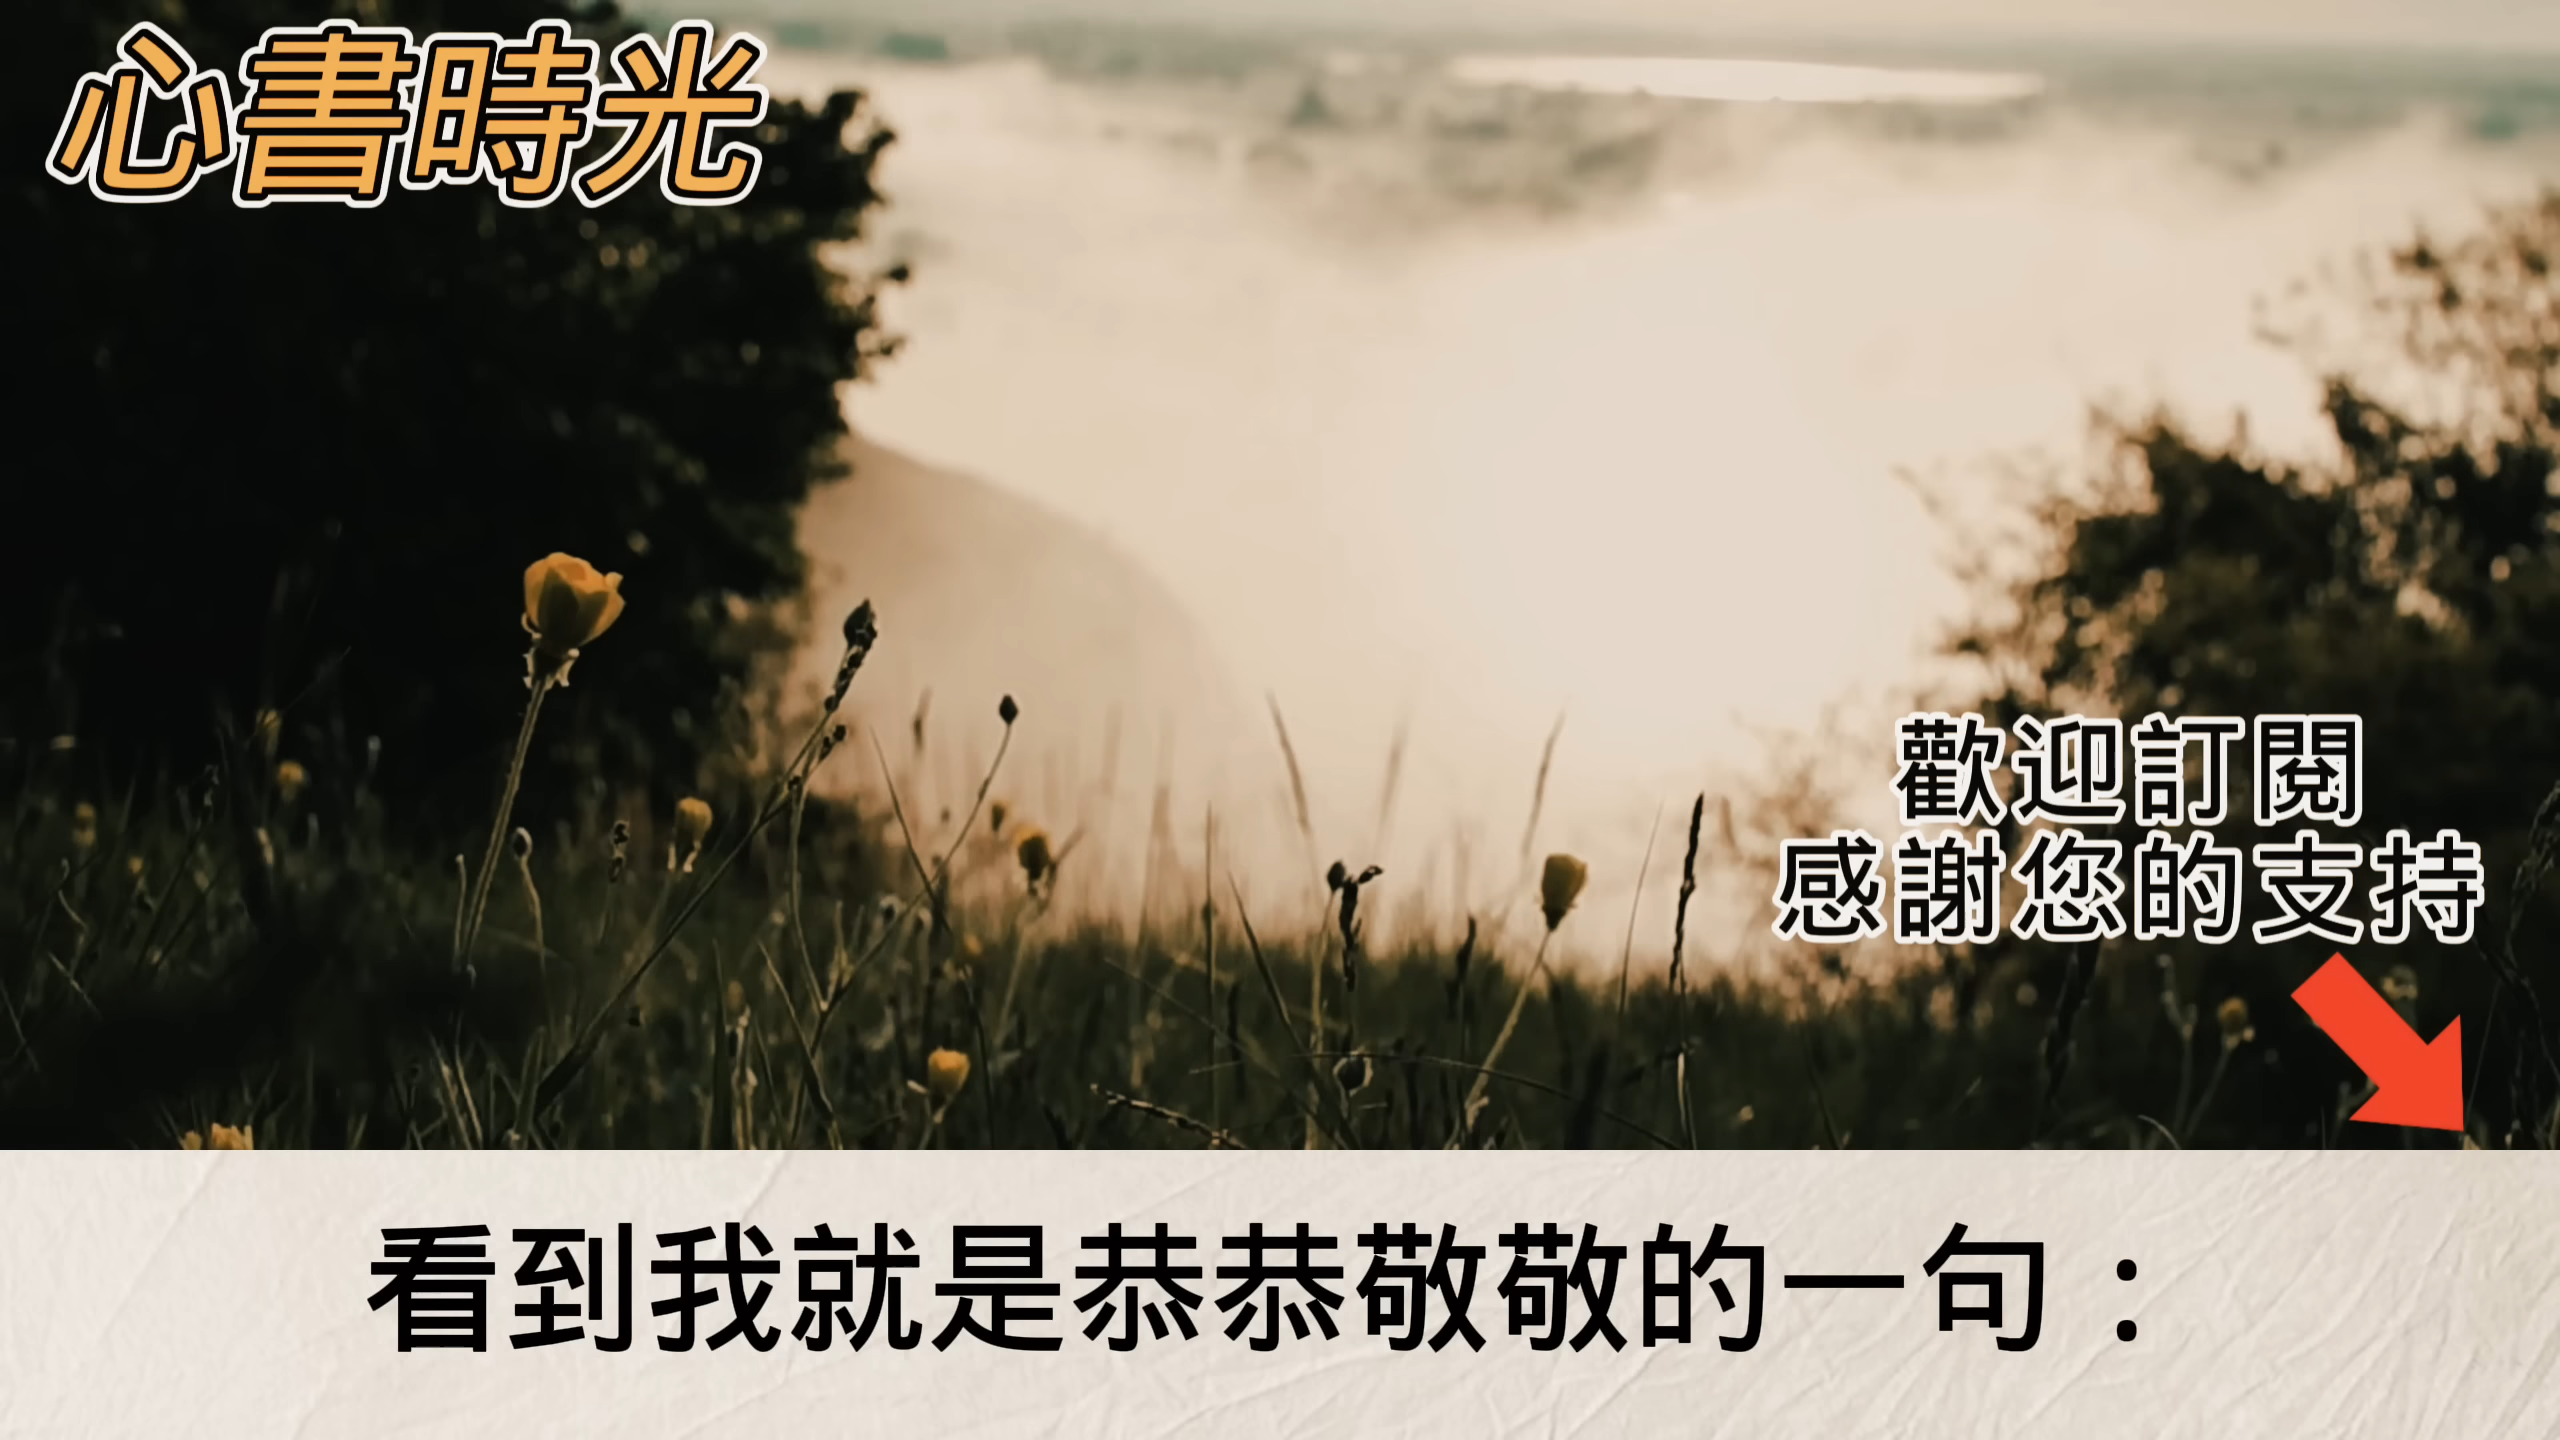 心書時光
歡迎訂閱
感謝您的支持
看到我就是恭恭敬敬的一句：